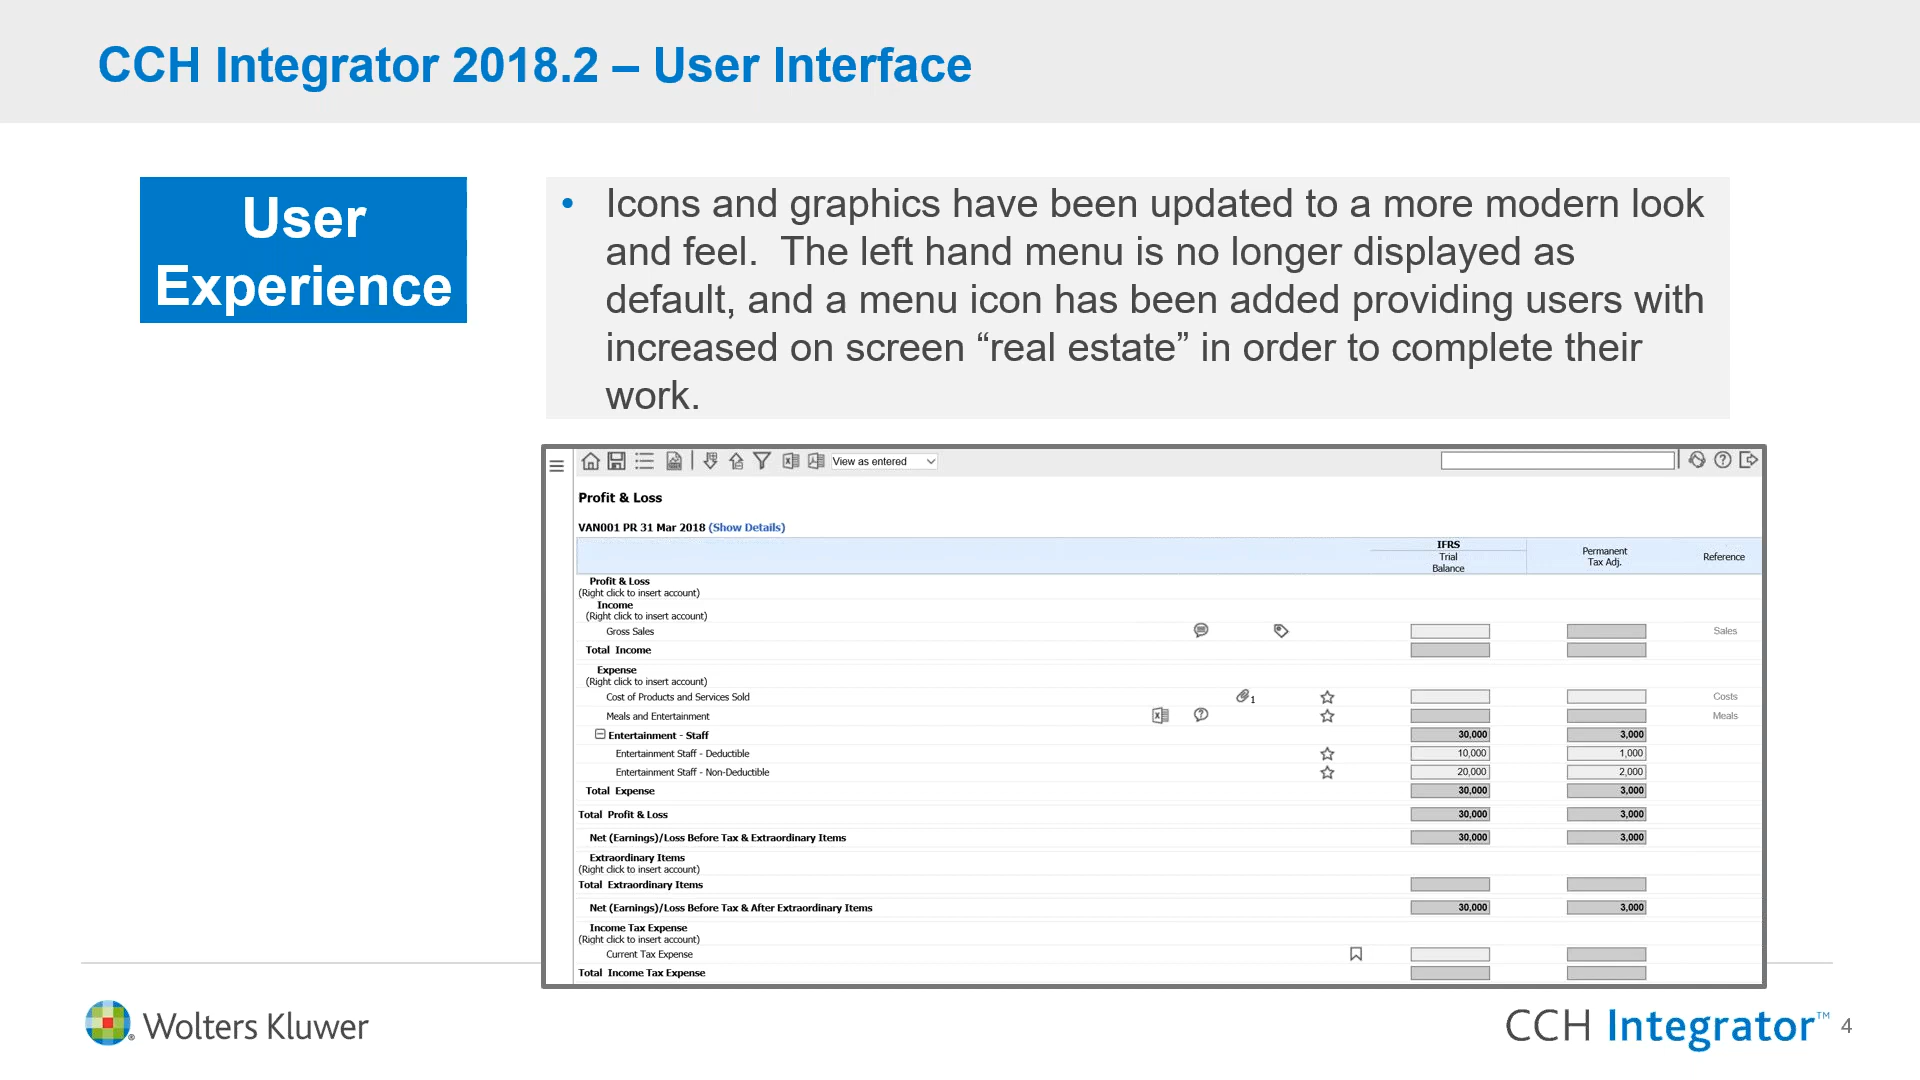 CCH Integrator 2018.2 – User Interface
User
Experience
• Icons and graphics have been updated to a more modern look
and feel.  The left hand menu is no longer displayed as
default, and a menu icon has been added providing users with
increased on screen “real estate” in order to complete their
work.
View as entered
Profit & Loss
VAN001 PR 31 Mar 2018 (Show Details)
IFRS
Trial
Balance
Permanent
Tax Adj.
Reference
Profit & Loss
(Right click to insert account)
Income
(Right click to insert account)
Gross Sales Sales
Total Income
Expense
(Right click to insert account)
Cost of Products and Services Sold 1 Costs
Meals and Entertainment Meals
Entertainment - Staff 30,000 3,000
Entertainment Staff - Deductible 10,000 1,000
Entertainment Staff - Non-Deductible 20,000 2,000
Total Expense 30,000 3,000
Total Profit & Loss 30,000 3,000
Net (Earnings)/Loss Before Tax & Extraordinary Items 30,000 3,000
Extraordinary Items
(Right click to insert account)
Total Extraordinary Items
Net (Earnings)/Loss Before Tax & After Extraordinary Items 30,000 3,000
Income Tax Expense
(Right click to insert account)
Current Tax Expense
Total Income Tax Expense
Wolters Kluwer
CCH Integrator™ 4